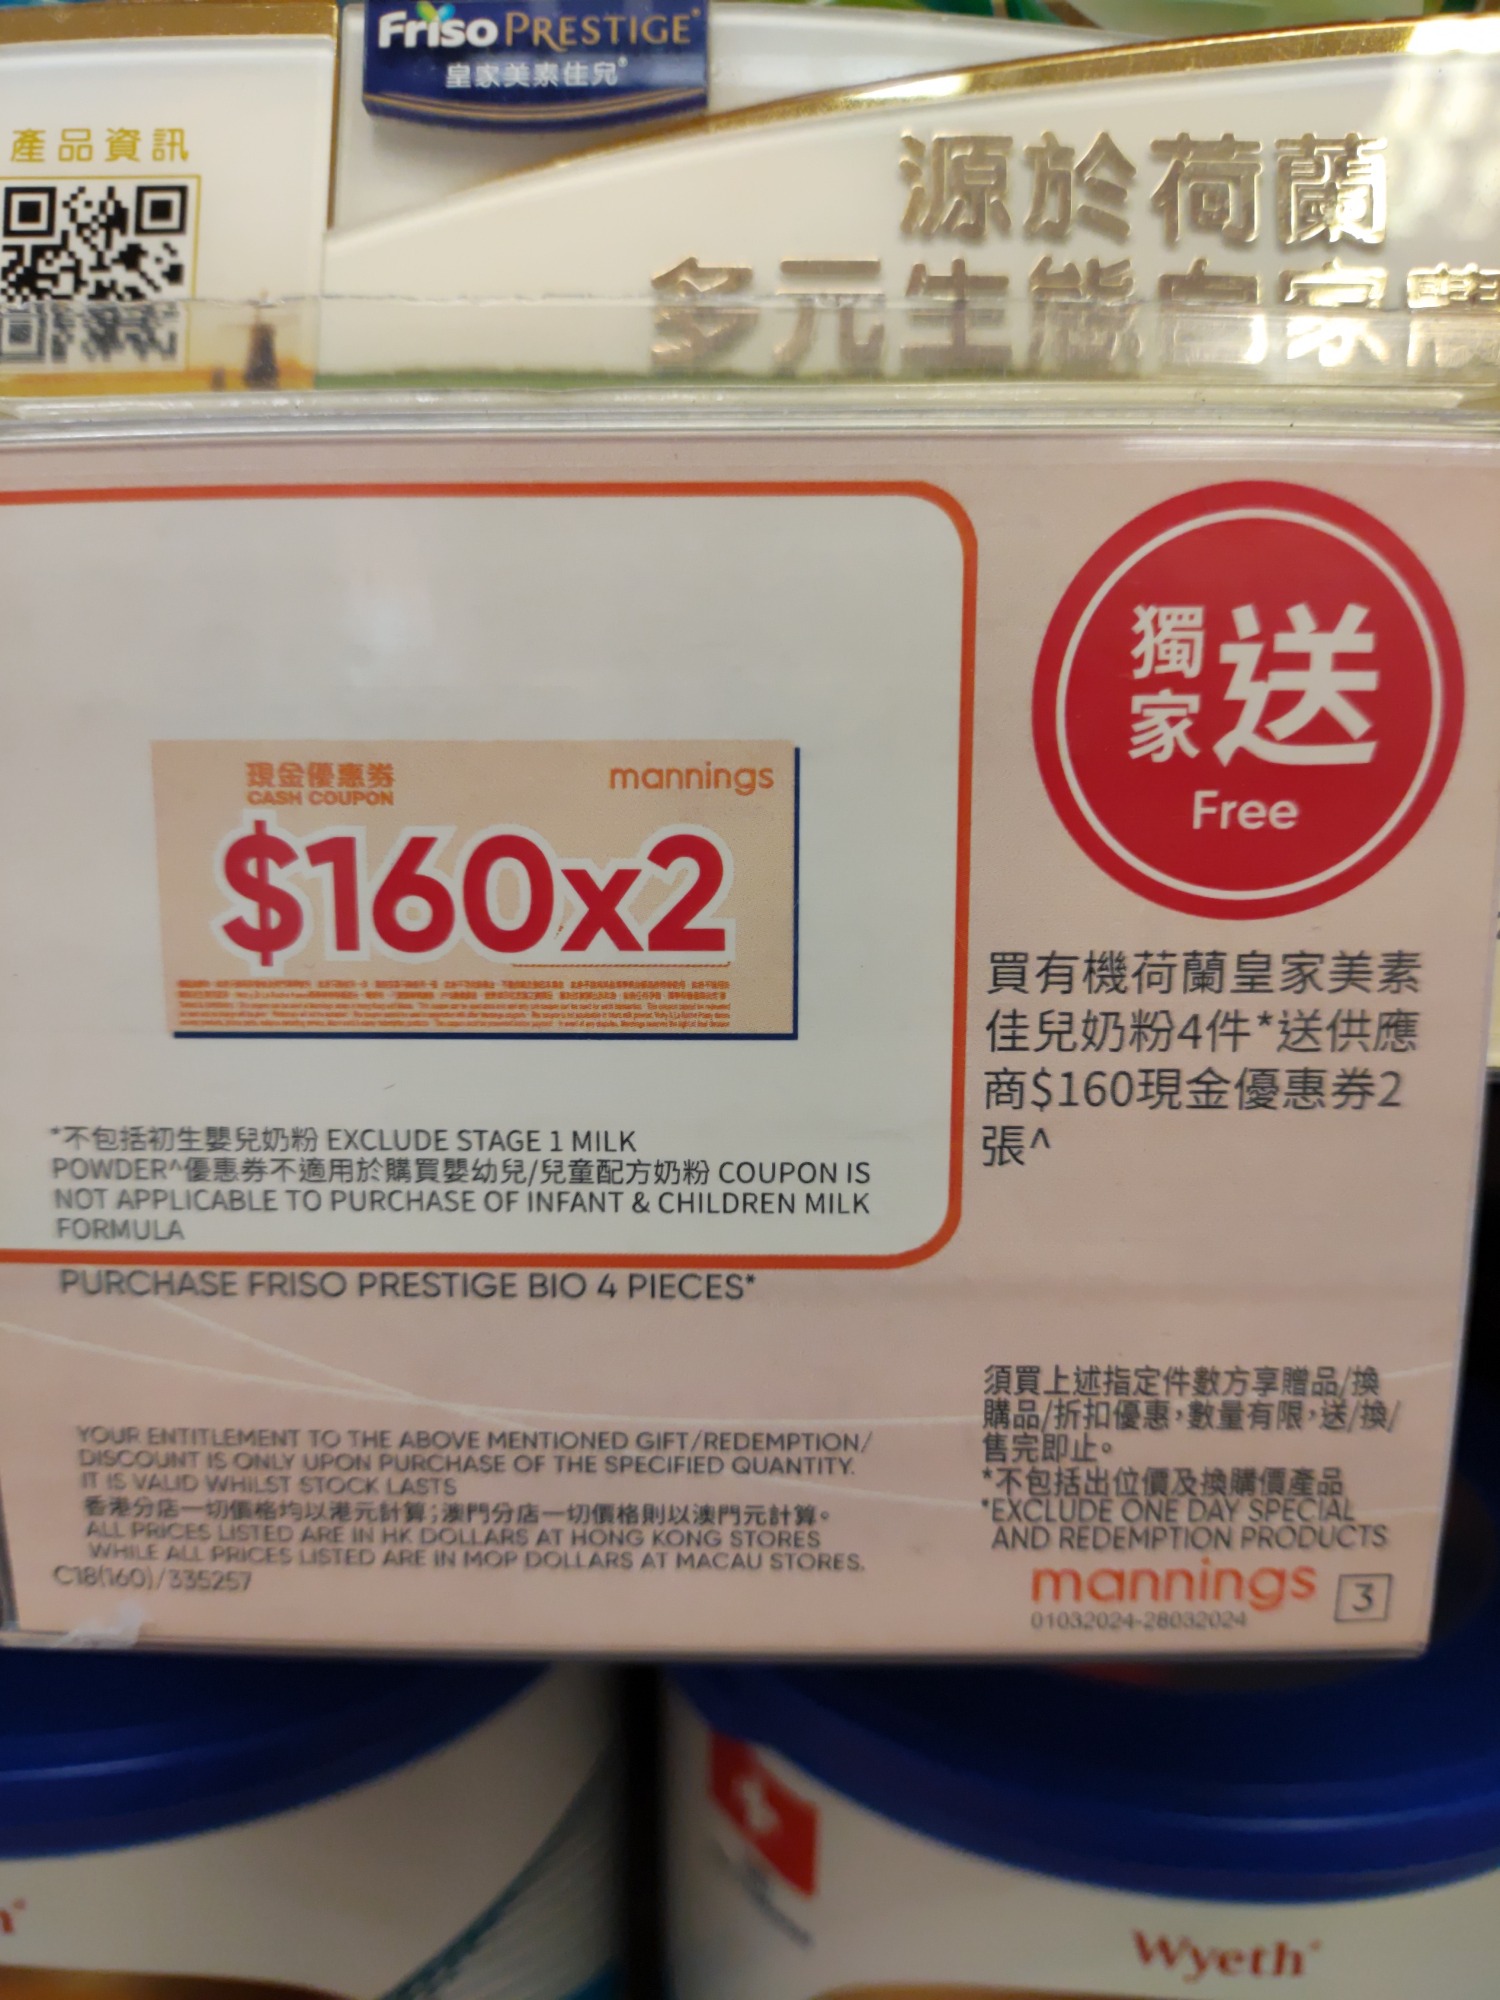 Friso PRESTIGE
皇家美素佳兒
產品資訊
源於荷蘭
多元生態皇家
獨家
送
Free
現金優惠券
CASH COUPON
mannings
$160x2
買有機荷蘭皇家美素
佳兒奶粉4件*送供應
商$160現金優惠券2
張^
*不包括初生嬰兒奶粉 EXCLUDE STAGE 1 MILK
POWDER^優惠券不適用於購買嬰幼兒/兒童配方奶粉 COUPON IS
NOT APPLICABLE TO PURCHASE OF INFANT & CHILDREN MILK
FORMULA
PURCHASE FRISO PRESTIGE BIO 4 PIECES*
YOUR ENTITLEMENT TO THE ABOVE MENTIONED GIFT/REDEMPTION/
DISCOUNT IS ONLY UPON PURCHASE OF THE SPECIFIED QUANTITY.
IT IS VALID WHILST STOCK LASTS
香港分店一切價格均以港元計算；澳門分店一切價格則以澳門元計算。
ALL PRICES LISTED ARE IN HK DOLLARS AT HONG KONG STORES
WHILE ALL PRICES LISTED ARE IN MOP DOLLARS AT MACAU STORES.
C18(160)/335257
須買上述指定件數方享贈品/換
購品/折扣優惠，數量有限，送/換/
售完即止。
*不包括出位價及換購價產品
*EXCLUDE ONE DAY SPECIAL
AND REDEMPTION PRODUCTS
mannings 3
01032024-28032024
Wyeth